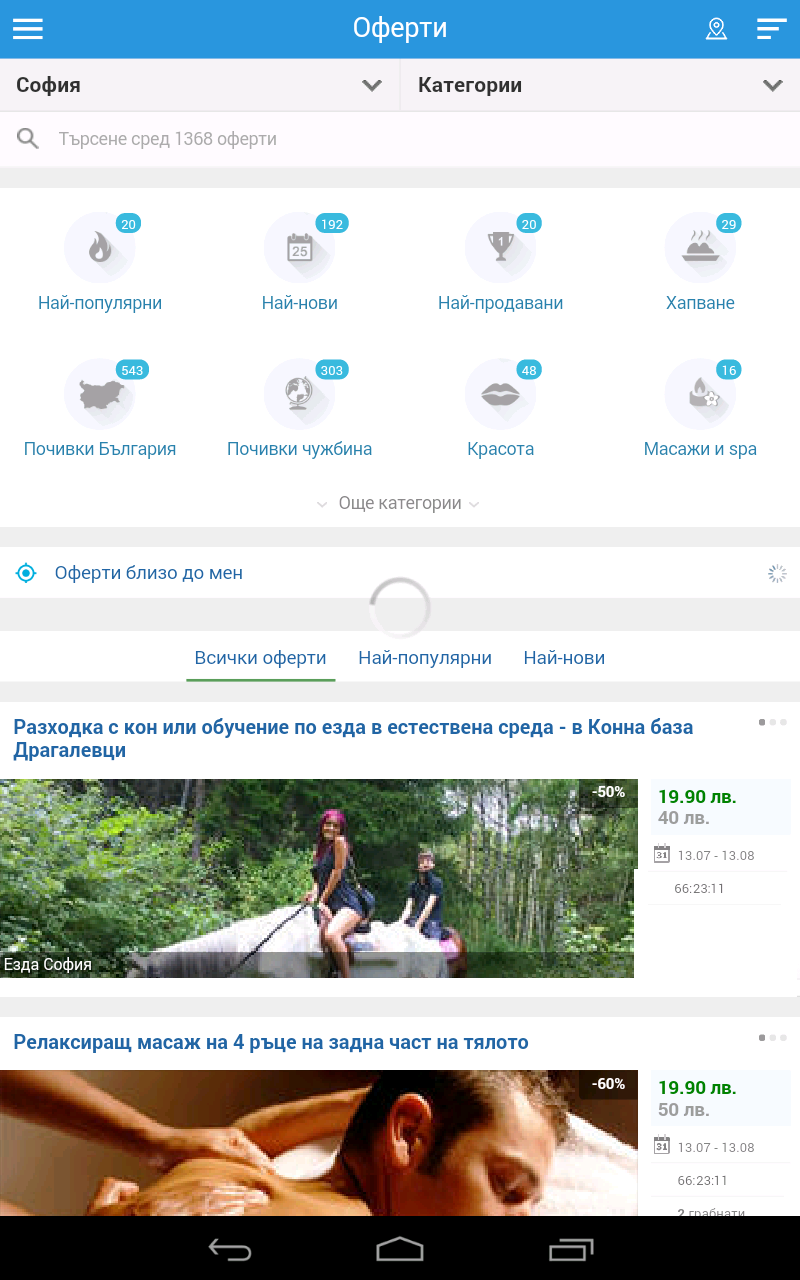 Оферти
София
Категории
Търсене сред 1368 оферти
20
192
20
29
25
1
Най-популярни
Най-нови
Най-продавани
Хапване
543
303
48
16
Почивки България
Почивки чужбина
Красота
Масажи и spa
Още категории
Оферти близо до мен
Всички оферти
Най-популярни
Най-нови
Разходка с кон или обучение по езда в естествена среда - в Конна база
Драгалевци
-50%
19.90 лв.
40 лв.
31
13.07 - 13.08
66:23:11
Езда София
Релаксиращ масаж на 4 ръце на задна част на тялото
-60%
19.90 лв.
50 лв.
31
13.07 - 13.08
66:23:11
2 грабнати